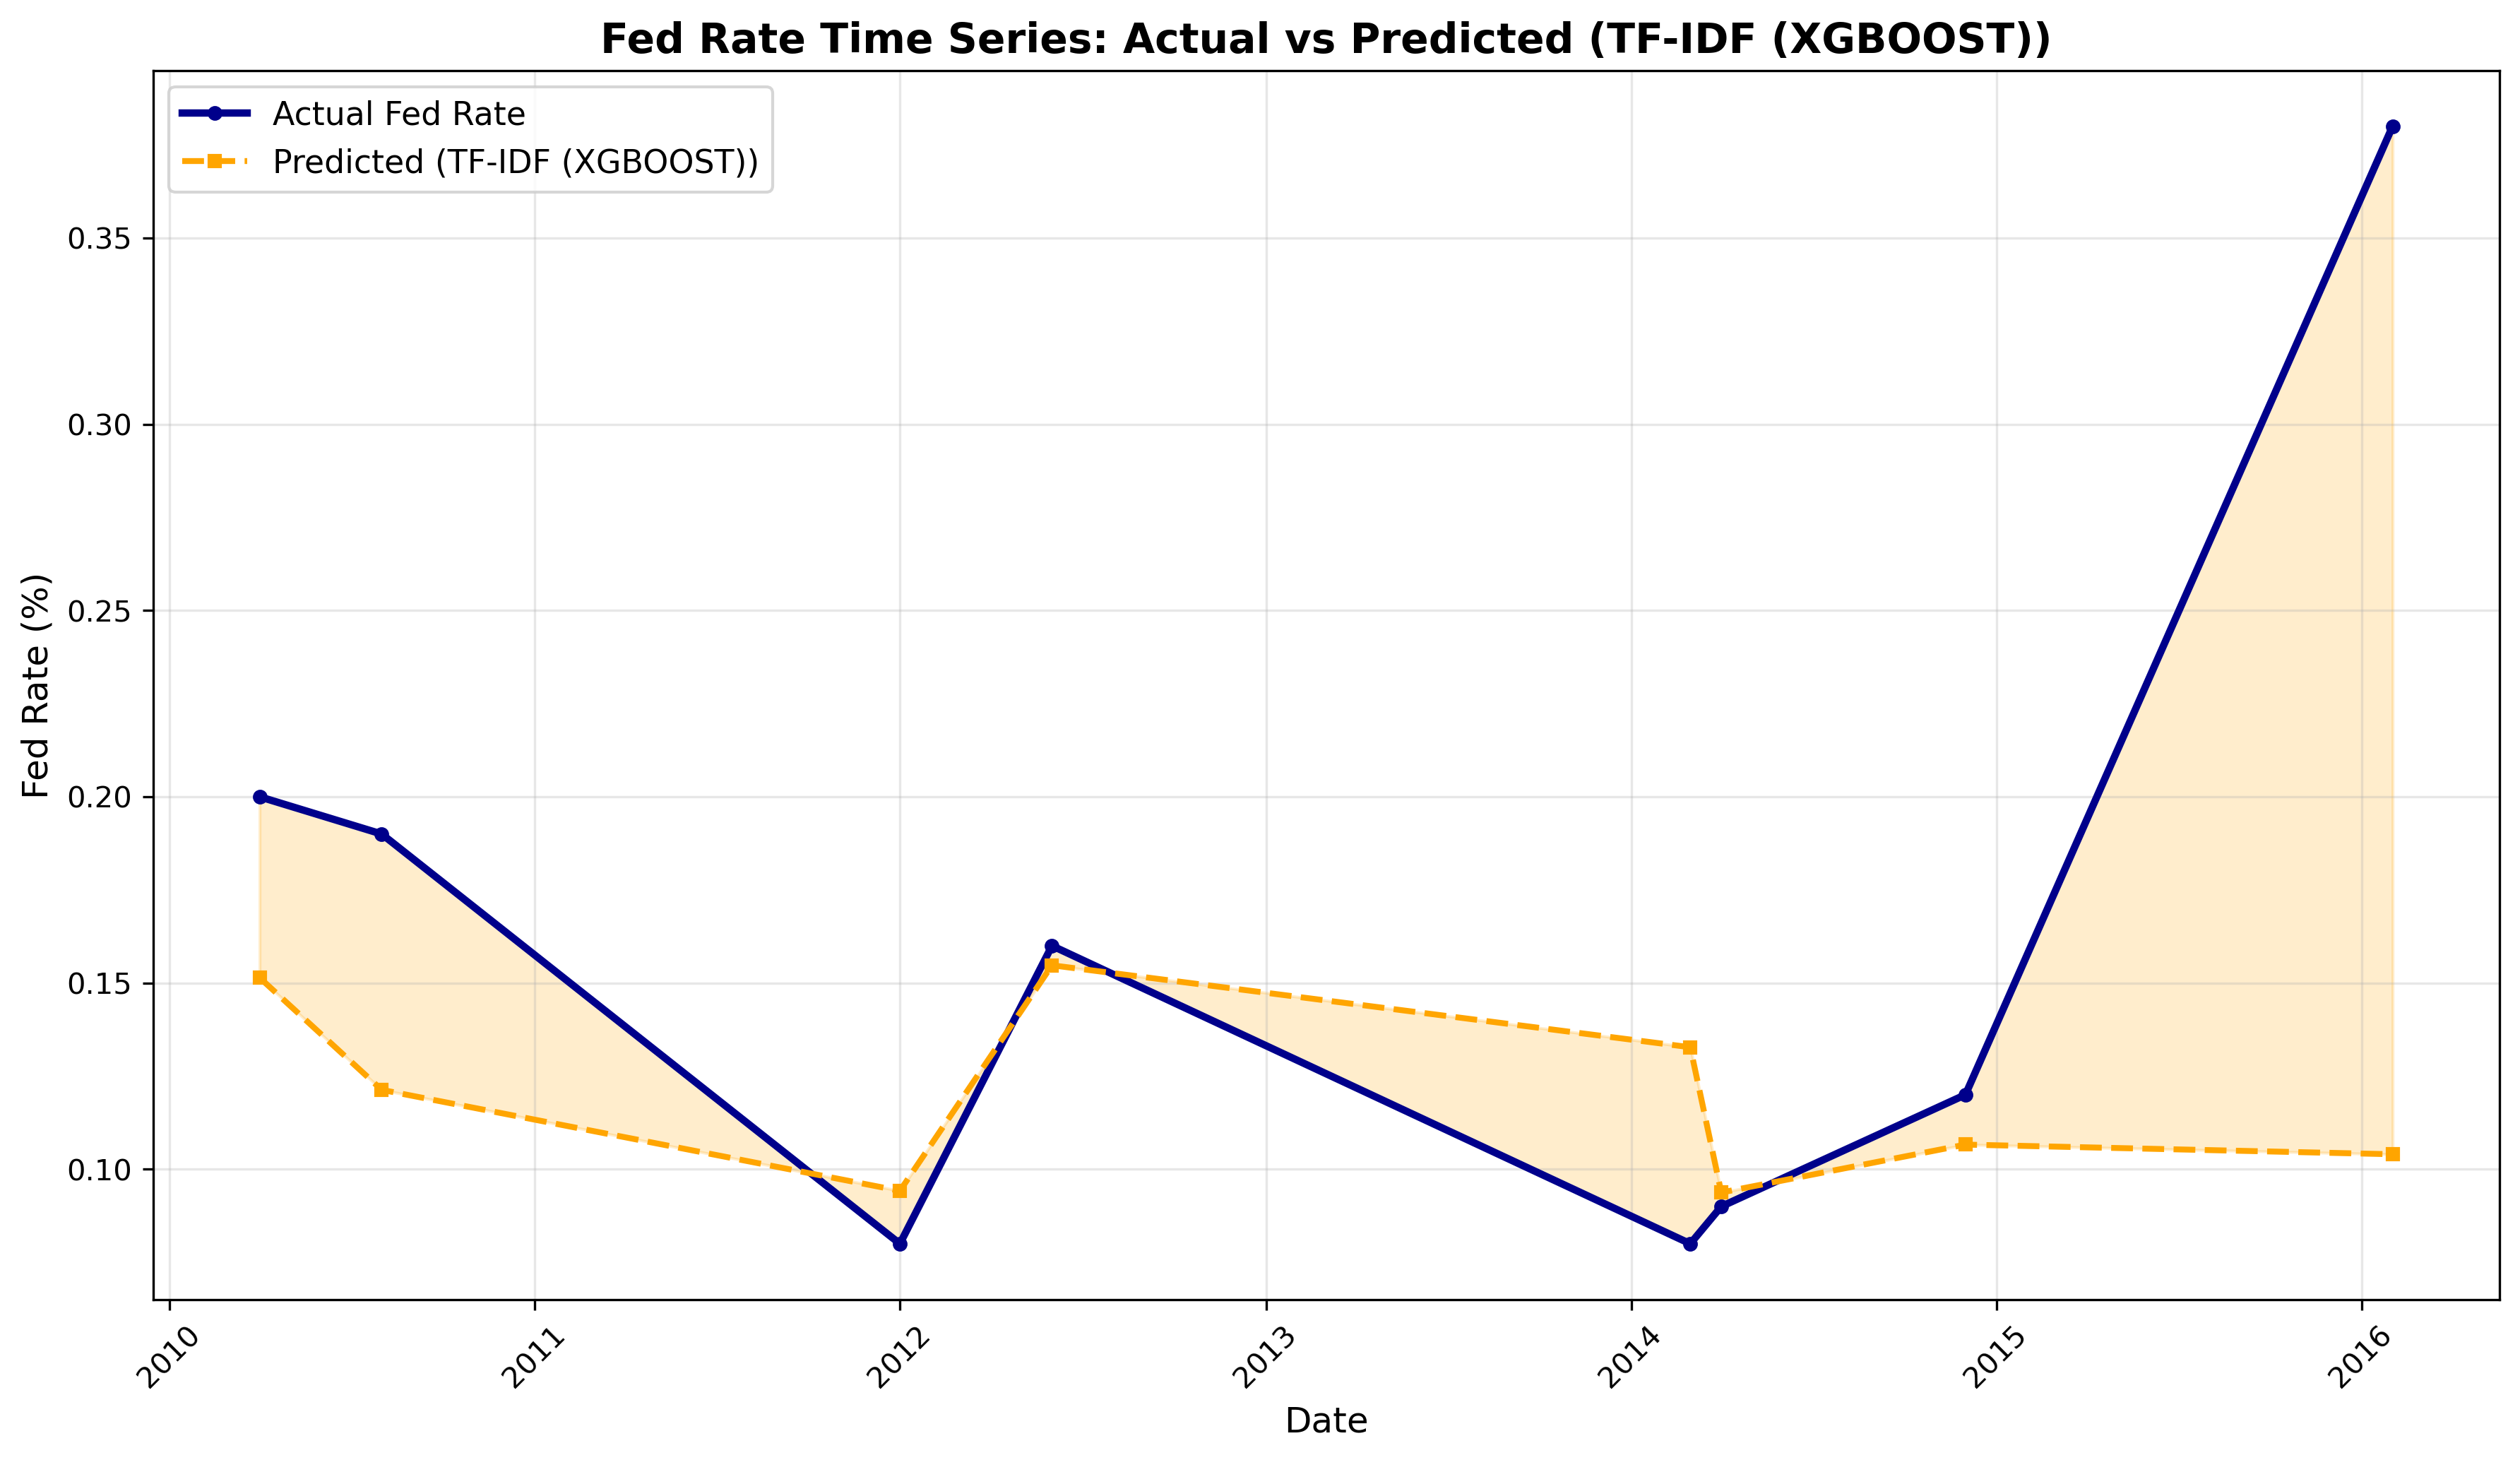 Fed Rate Time Series: Actual vs Predicted (TF-IDF (XGBOOST))
Actual Fed Rate
Predicted (TF-IDF (XGBOOST))
Fed Rate (%)
0.35
0.30
0.25
0.20
0.15
0.10
2010
2011
2012
2013
2014
2015
2016
Date